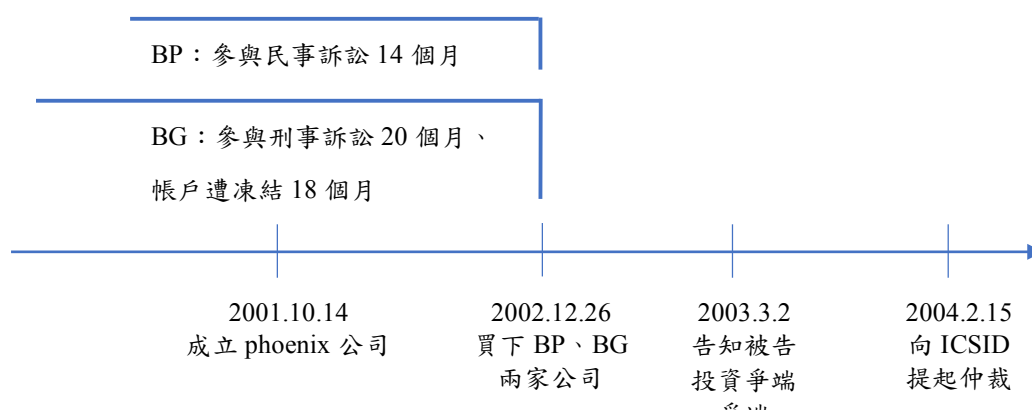 BP：參與民事訴訟 14 個月
BG：參與刑事訴訟 20 個月、
帳戶遭凍結 18 個月
2001.10.14
成立 phoenix 公司
2002.12.26
買下 BP、BG
兩家公司
2003.3.2
告知被告
投資爭端
2004.2.15
向 ICSID
提起仲裁